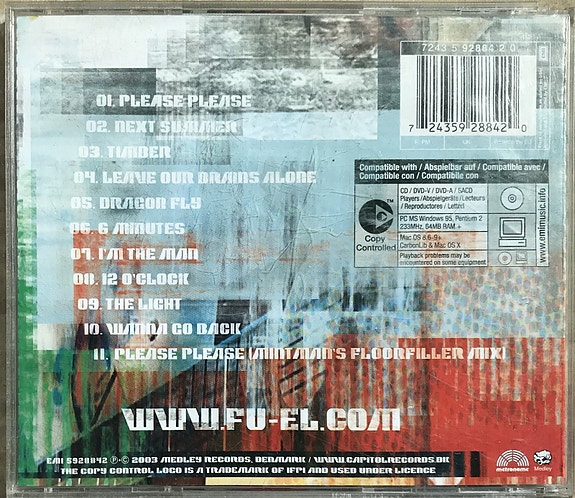 7243 5 92884 2 0
7 24359 28842 0
01. PLEASE PLEASE
02. NEXT SUMMER
03. TIMBER
04. LEAVE OUR BRAINS ALONE
05. DRAGON FLY
06. 6 MINUTES
07. I'M THE MAN
08. 12 O'CLOCK
09. THE LIGHT
10. WANNA GO BACK
11. PLEASE PLEASE (MINTMAN'S FLOORFILLER MIX)
Compatible with / Abspielbar auf / Compatible avec /
Compatible con / Compatibile con
Copy
Controlled
CD / DVD-V / DVD-A / SACD
Players/Abspielgeräte/Lecteurs
/ Reproductores / Lettori
PC MS Windows 95, Pentium 2
233MHz, 64MB RAM +
Mac OS 8.6-9+
CarbonLib & Mac OS X
Playback problems may be
encountered on some equipment
www.emimusic.info
WWW.FU-EL.COM
EMI 5928842 ℗·© 2003 MEDLEY RECORDS, DENMARK / WWW.CAPITOLRECORDS.DK
THE COPY CONTROL LOGO IS A TRADEMARK OF IFPI AND USED UNDER LICENCE
metronome
Medley